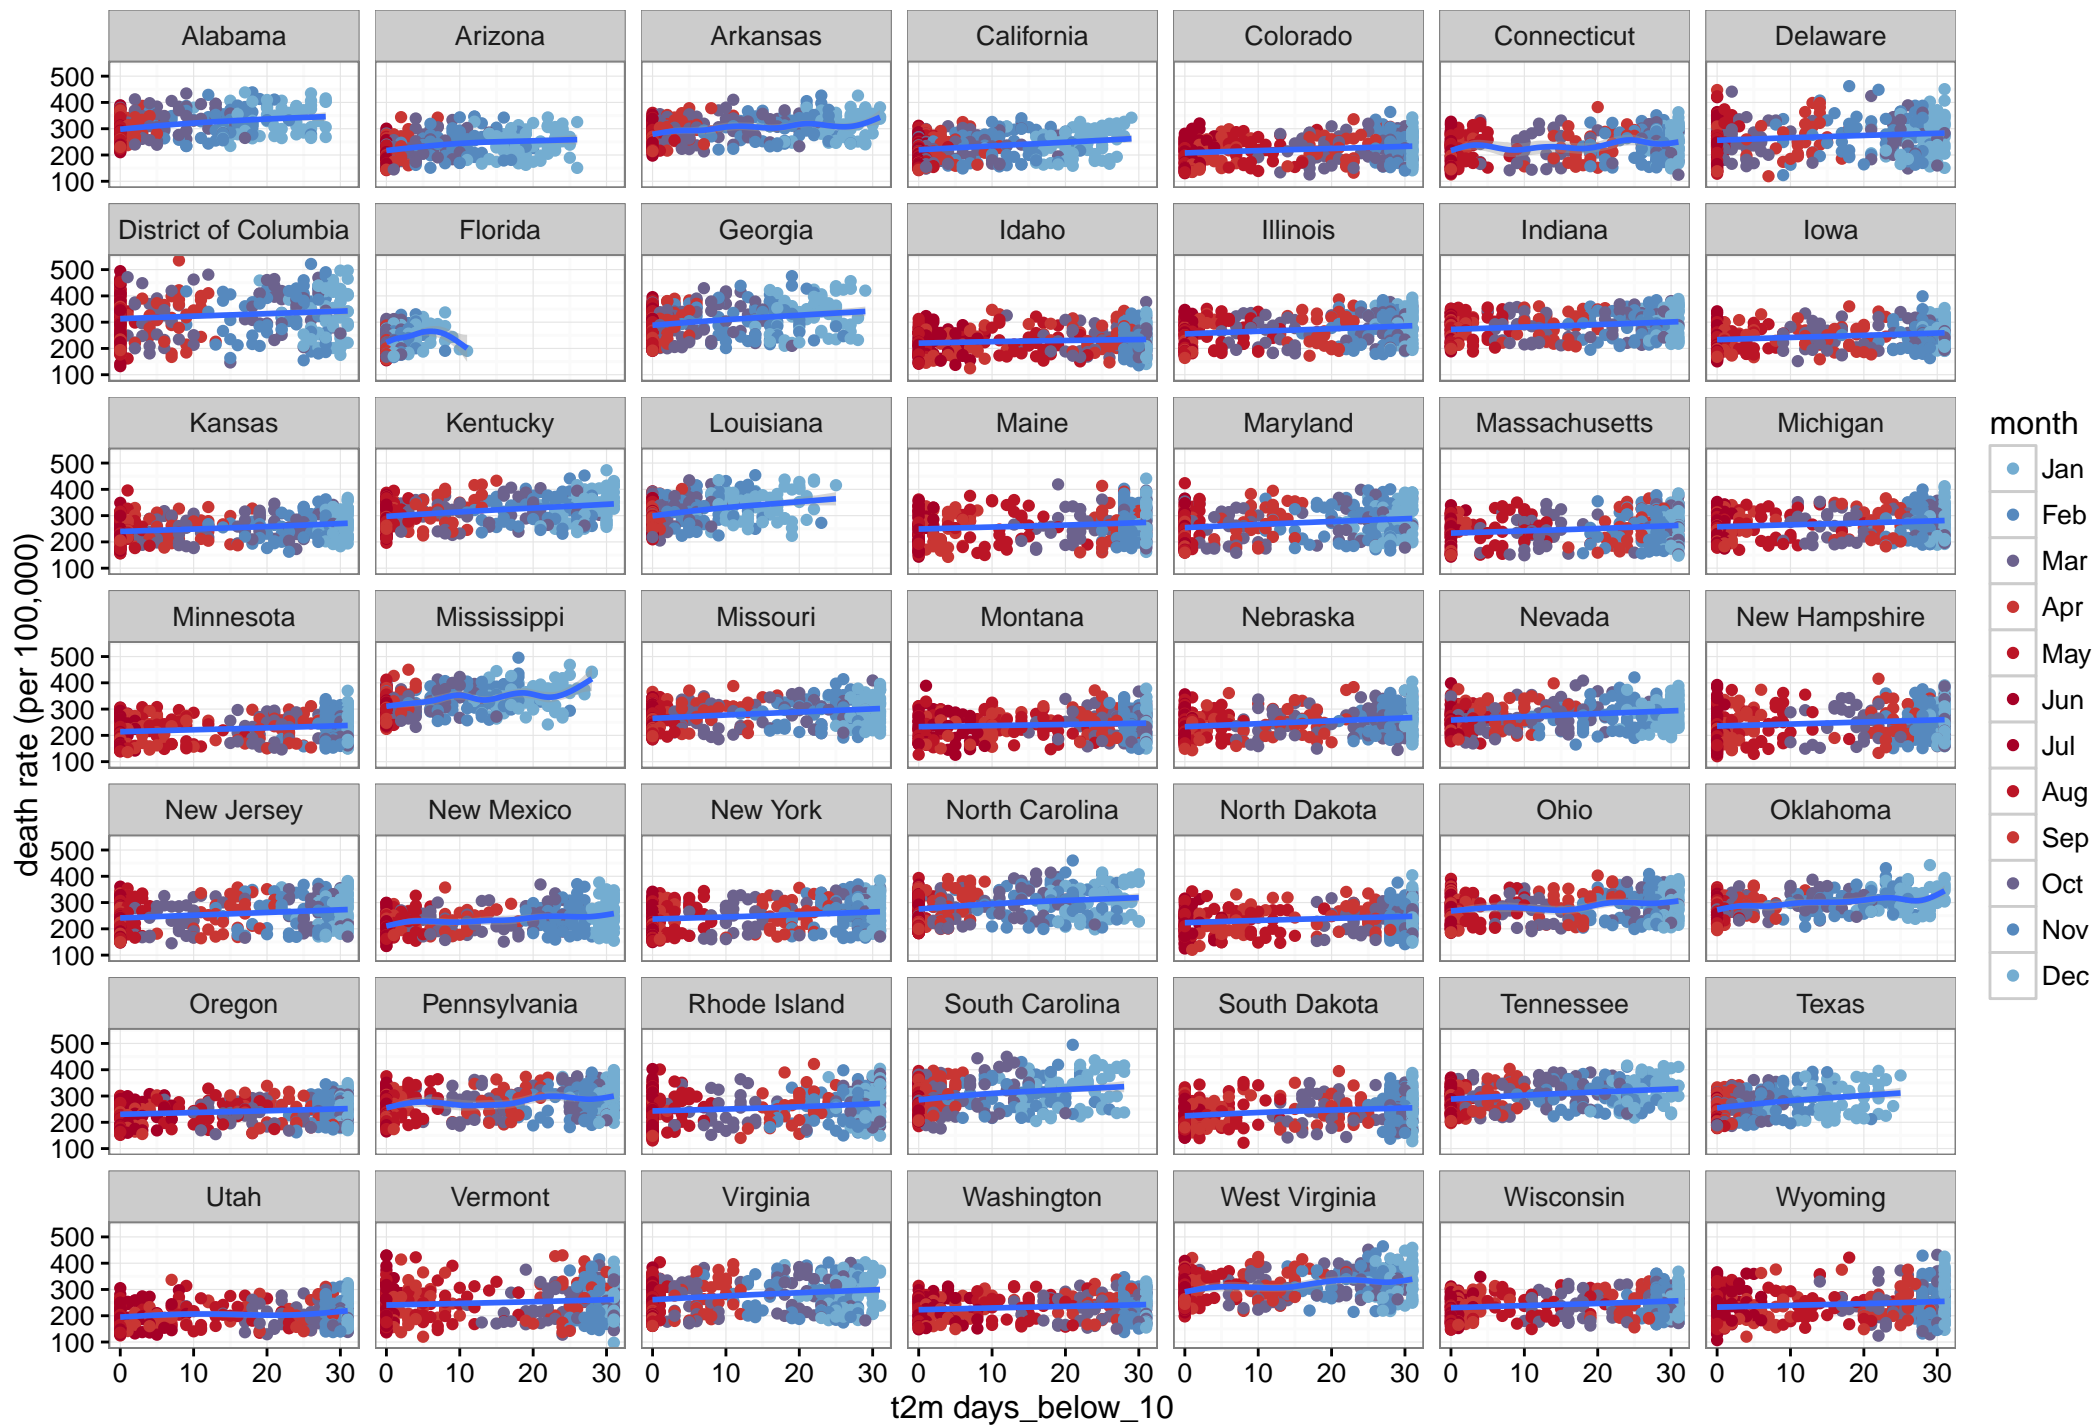 Alabama Arizona Arkansas California Colorado Connecticut Delaware
500
400
300
200
100
District of Columbia Florida Georgia Idaho Illinois Indiana Iowa
500
400
300
200
100
Kansas Kentucky Louisiana Maine Maryland Massachusetts Michigan
500
400
300
200
100
Minnesota Mississippi Missouri Montana Nebraska Nevada New Hampshire
500
400
300
200
100
New Jersey New Mexico New York North Carolina North Dakota Ohio Oklahoma
500
400
300
200
100
Oregon Pennsylvania Rhode Island South Carolina South Dakota Tennessee Texas
500
400
300
200
100
Utah Vermont Virginia Washington West Virginia Wisconsin Wyoming
500
400
300
200
100
0 10 20 30 0 10 20 30 0 10 20 30 0 10 20 30 0 10 20 30 0 10 20 30 0 10 20 30
t2m days_below_10
death rate (per 100,000)
month
Jan
Feb
Mar
Apr
May
Jun
Jul
Aug
Sep
Oct
Nov
Dec